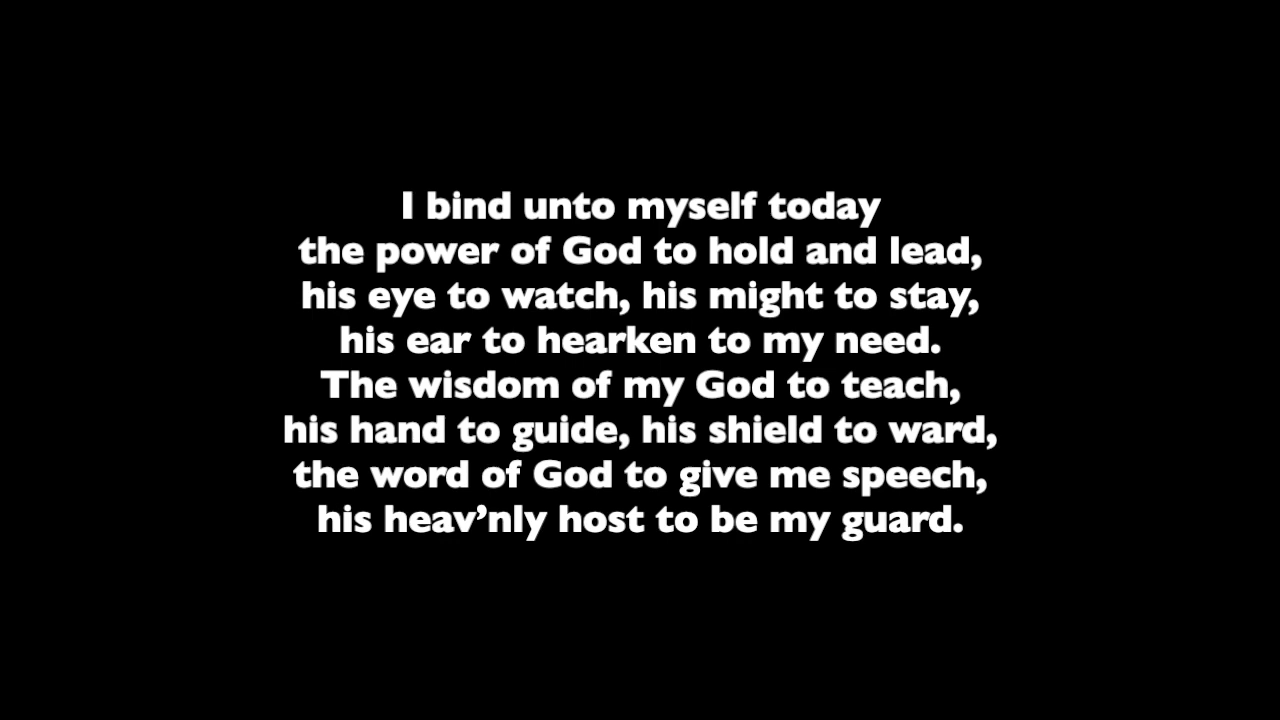 I bind unto myself today
the power of God to hold and lead,
his eye to watch, his might to stay,
his ear to hearken to my need.
The wisdom of my God to teach,
his hand to guide, his shield to ward,
the word of God to give me speech,
his heav’nly host to be my guard.